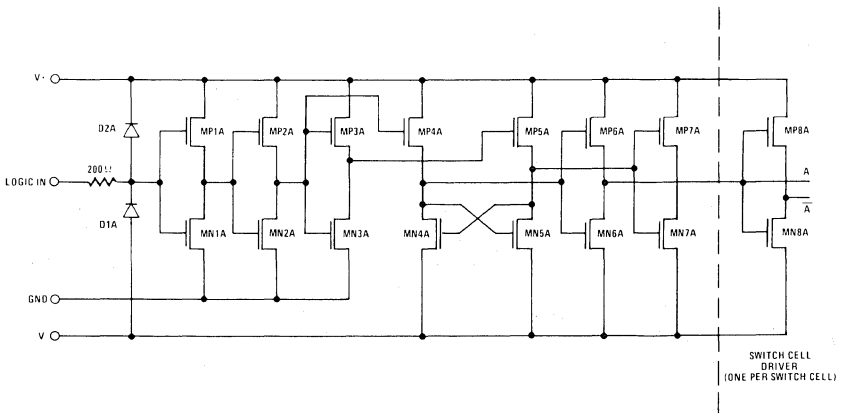 V+
D2A
MP1A
MP2A
MP3A
MP4A
MP5A
MP6A
MP7A
MP8A
200Ω
LOGIC IN
A
A̅
D1A
MN1A
MN2A
MN3A
MN4A
MN5A
MN6A
MN7A
MN8A
GND
V
SWITCH CELL
DRIVER
(ONE PER SWITCH CELL)